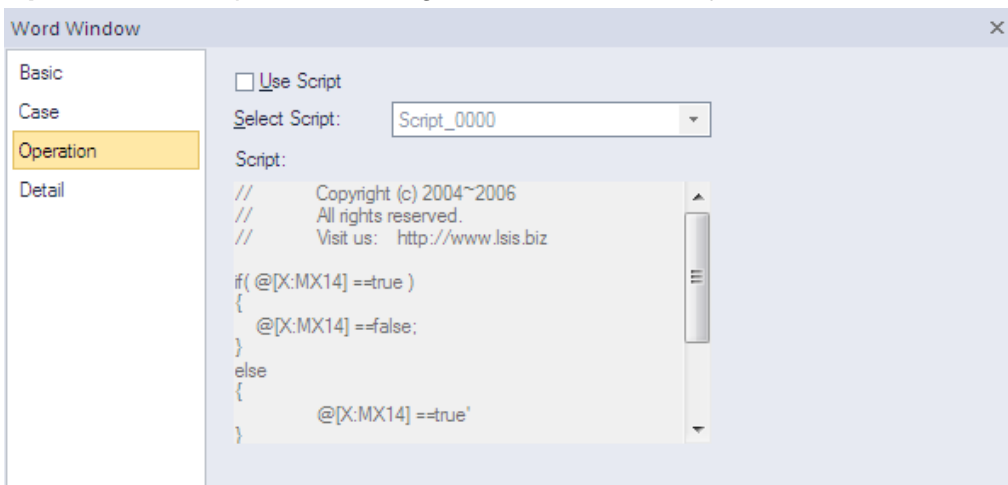 Word Window
Basic
Case
Operation
Detail
Use Script
Select Script: Script_0000
Script:
// Copyright (c) 2004~2006
// All rights reserved.
// Visit us: http://www.lsis.biz
if( @[X:MX14] ==true )
{
@[X:MX14] ==false;
}
else
{
@[X:MX14] ==true'
}